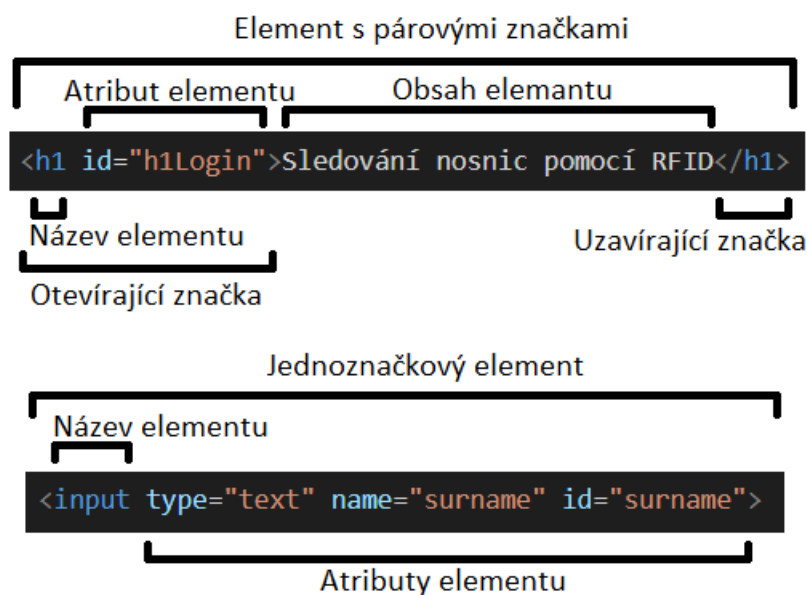 Element s párovými značkami
Atribut elementu Obsah elemantu
<h1 id="h1Login">Sledování nosnic pomocí RFID</h1>
Název elementu Uzavírající značka
Otevírající značka
Jednoznačkový element
Název elementu
<input type="text" name="surname" id="surname">
Atributy elementu